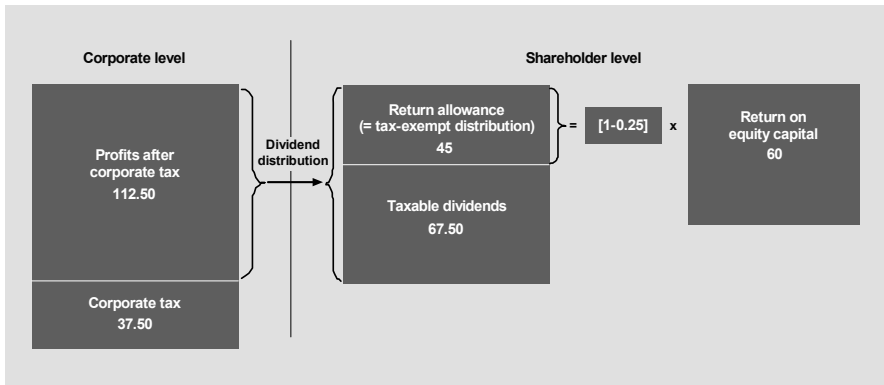 Corporate level
Shareholder level
Profits after
corporate tax
112.50
Corporate tax
37.50
Dividend
distribution
Return allowance
(= tax-exempt distribution)
45
Taxable dividends
67.50
=
[1-0.25]
x
Return on
equity capital
60